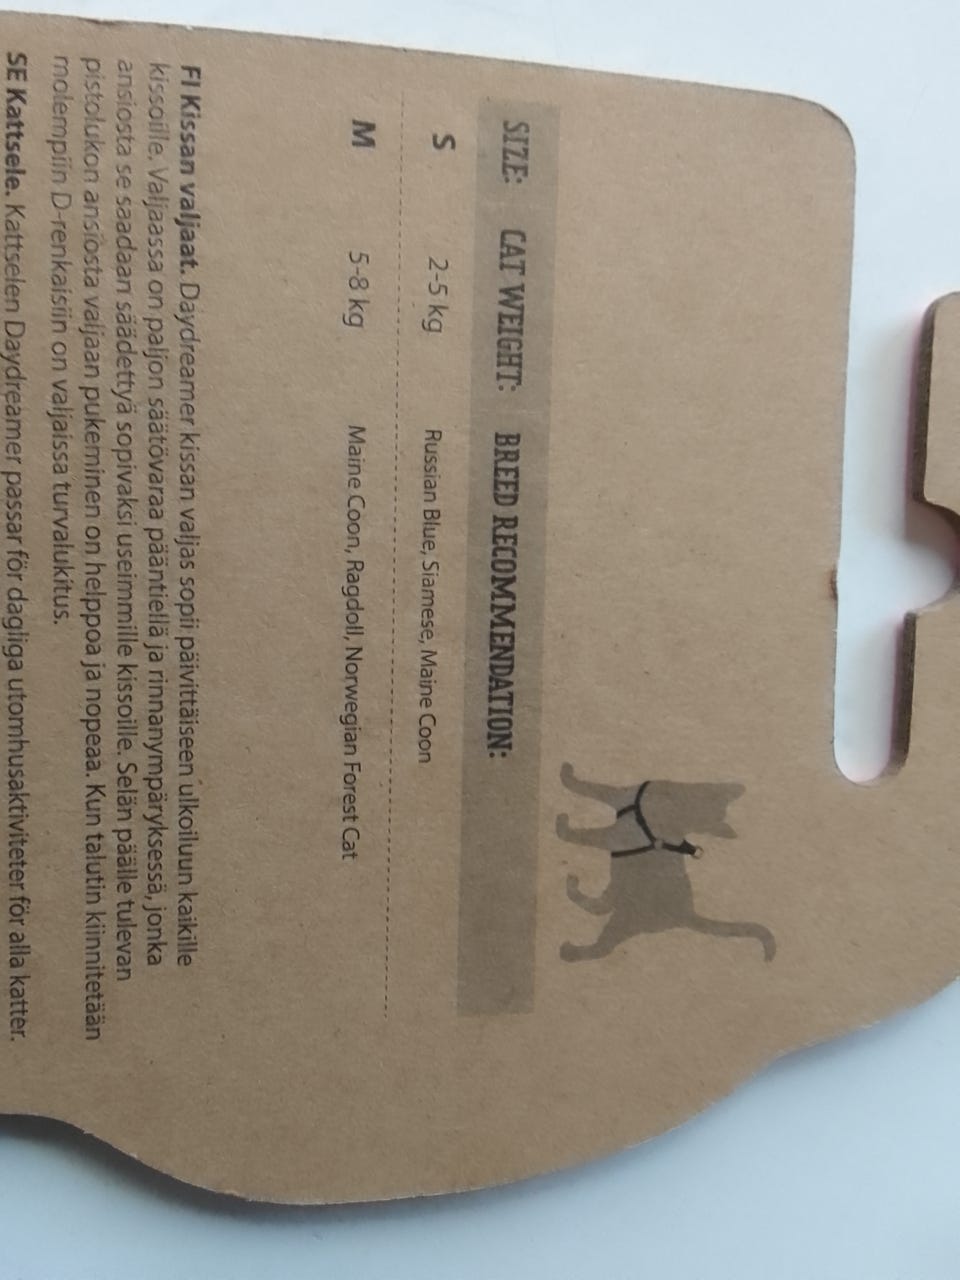 SIZE: CAT WEIGHT: BREED RECOMMENDATION:
S 2-5 kg Russian Blue, Siamese, Maine Coon
M 5-8 kg Maine Coon, Ragdoll, Norwegian Forest Cat
FI Kissan valjaat. Daydreamer kissan valjas sopii päivittäiseen ulkoiluun kaikille
kissoille. Valjaassa on paljon säätövaraa pääntiellä ja rinnanympäryksessä, jonka
ansiosta se saadaan säädettyä sopivaksi useimmille kissoille. Selän päälle tulevan
pistolukon ansiosta valjaan pukeminen on helppoa ja nopeaa. Kun talutin kiinnitetään
molempiin D-renkaisiin on valjaissa turvalukitus.
SE Kattsele. Kattselen Daydreamer passar för dagliga utomhusaktiviteter för alla katter.